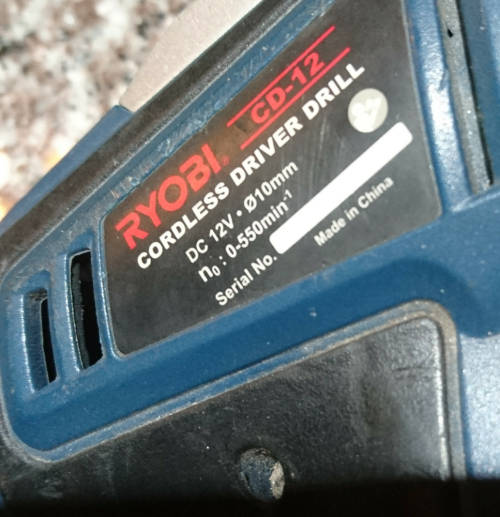 RYOBI® CD-12
CORDLESS DRIVER DRILL
DC 12V • Ø10mm
n₀ : 0-550min⁻¹
Serial No.
Made in China